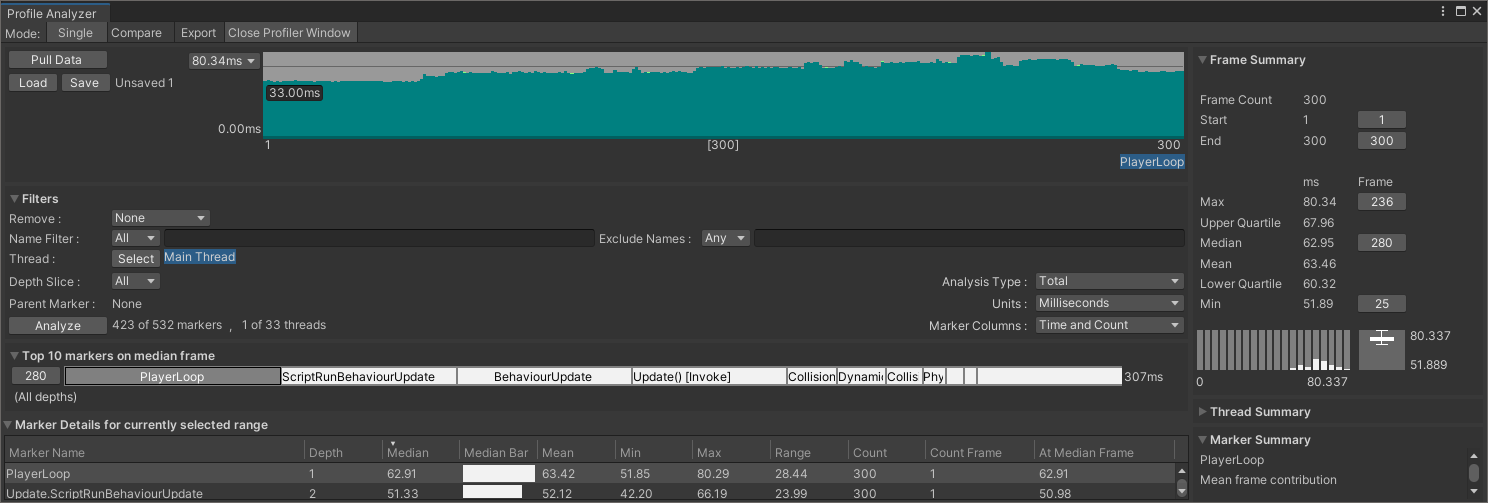 Profile Analyzer
Mode: Single Compare Export Close Profiler Window
Pull Data
Load Save Unsaved 1
80.34ms
33.00ms
0.00ms
1 [300] 300
PlayerLoop
Filters
Remove : None
Name Filter : All Exclude Names : Any
Thread : Select Main Thread
Depth Slice : All Analysis Type : Total
Parent Marker : None Units : Milliseconds
Analyze 423 of 532 markers , 1 of 33 threads Marker Columns : Time and Count
Top 10 markers on median frame
280 PlayerLoop ScriptRunBehaviourUpdate BehaviourUpdate Update() [Invoke] Collision Dynamic Collis Phy 307ms
(All depths)
Marker Details for currently selected range
Marker Name Depth Median Median Bar Mean Min Max Range Count Count Frame At Median Frame
PlayerLoop 1 62.91 63.42 51.85 80.29 28.44 300 1 62.91
Update.ScriptRunBehaviourUpdate 2 51.33 52.12 42.20 66.19 23.99 300 1 50.98
Frame Summary
Frame Count 300
Start 1 1
End 300 300
ms Frame
Max 80.34 236
Upper Quartile 67.96
Median 62.95 280
Mean 63.46
Lower Quartile 60.32
Min 51.89 25
80.337
51.889
0 80.337
Thread Summary
Marker Summary
PlayerLoop
Mean frame contribution